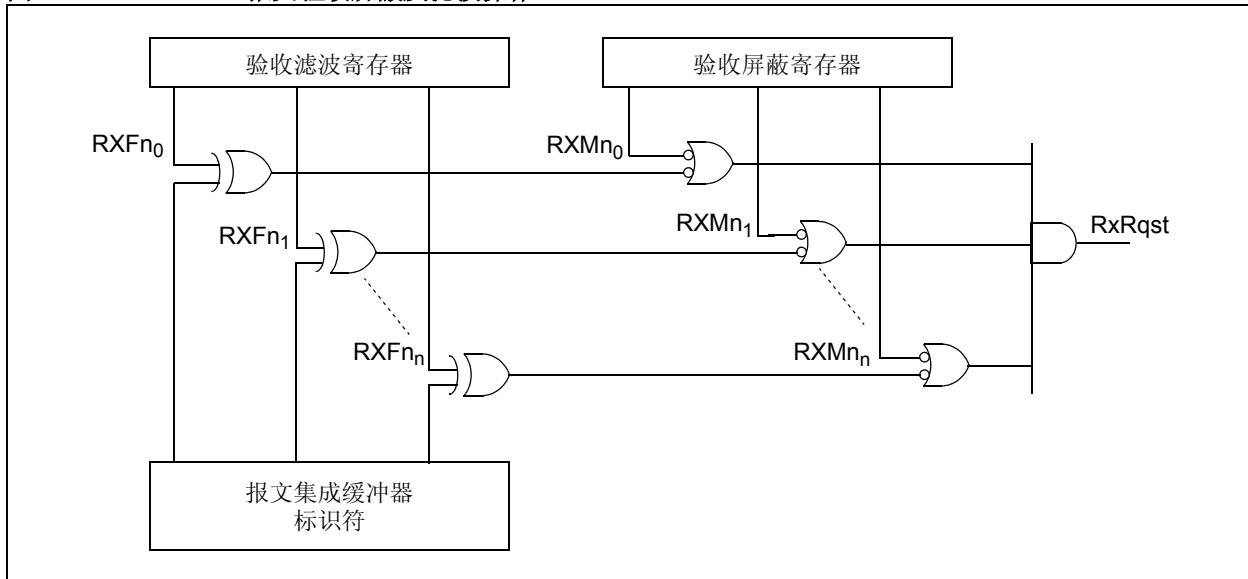 验收滤波寄存器
验收屏蔽寄存器
RXFn0
RXMn0
RXFn1
RXMn1
RxRqst
RXFnn
RXMnn
报文集成缓冲器
标识符